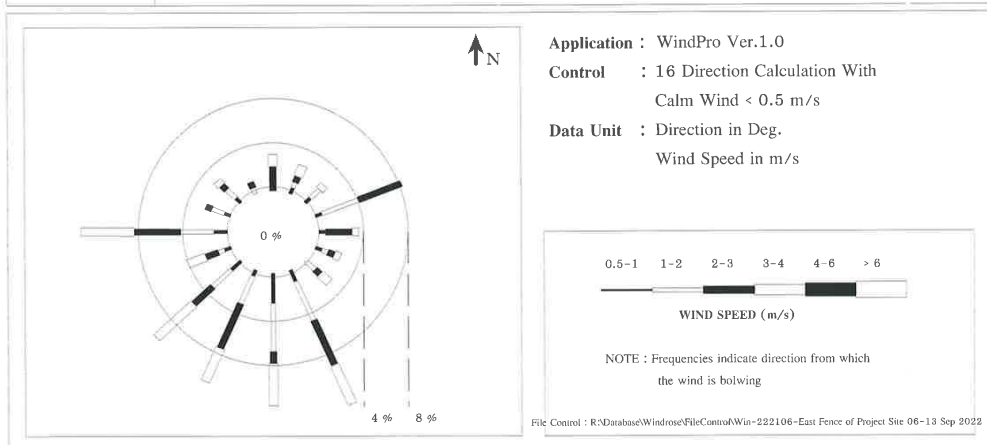 N
0 %
4 %
8 %
Application : WindPro Ver.1.0
Control : 16 Direction Calculation With
Calm Wind < 0.5 m/s
Data Unit : Direction in Deg.
Wind Speed in m/s
0.5-1 1-2 2-3 3-4 4-6 > 6
WIND SPEED (m/s)
NOTE : Frequencies indicate direction from which
the wind is bolwing
File Control : R:\Database\Windrose\FileControl\Win-222106-East Fence of Project Site 06-13 Sep 2022